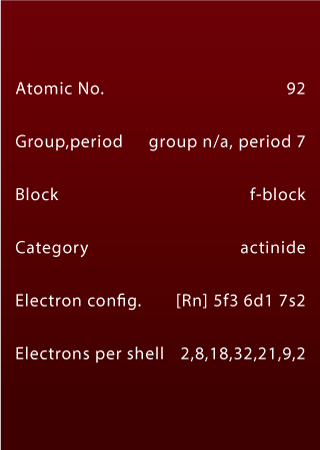 Atomic No. 92
Group,period group n/a, period 7
Block f-block
Category actinide
Electron config. [Rn] 5f3 6d1 7s2
Electrons per shell 2,8,18,32,21,9,2